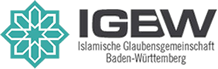 IGBW
Islamische Glaubensgemeinschaft
Baden-Württemberg